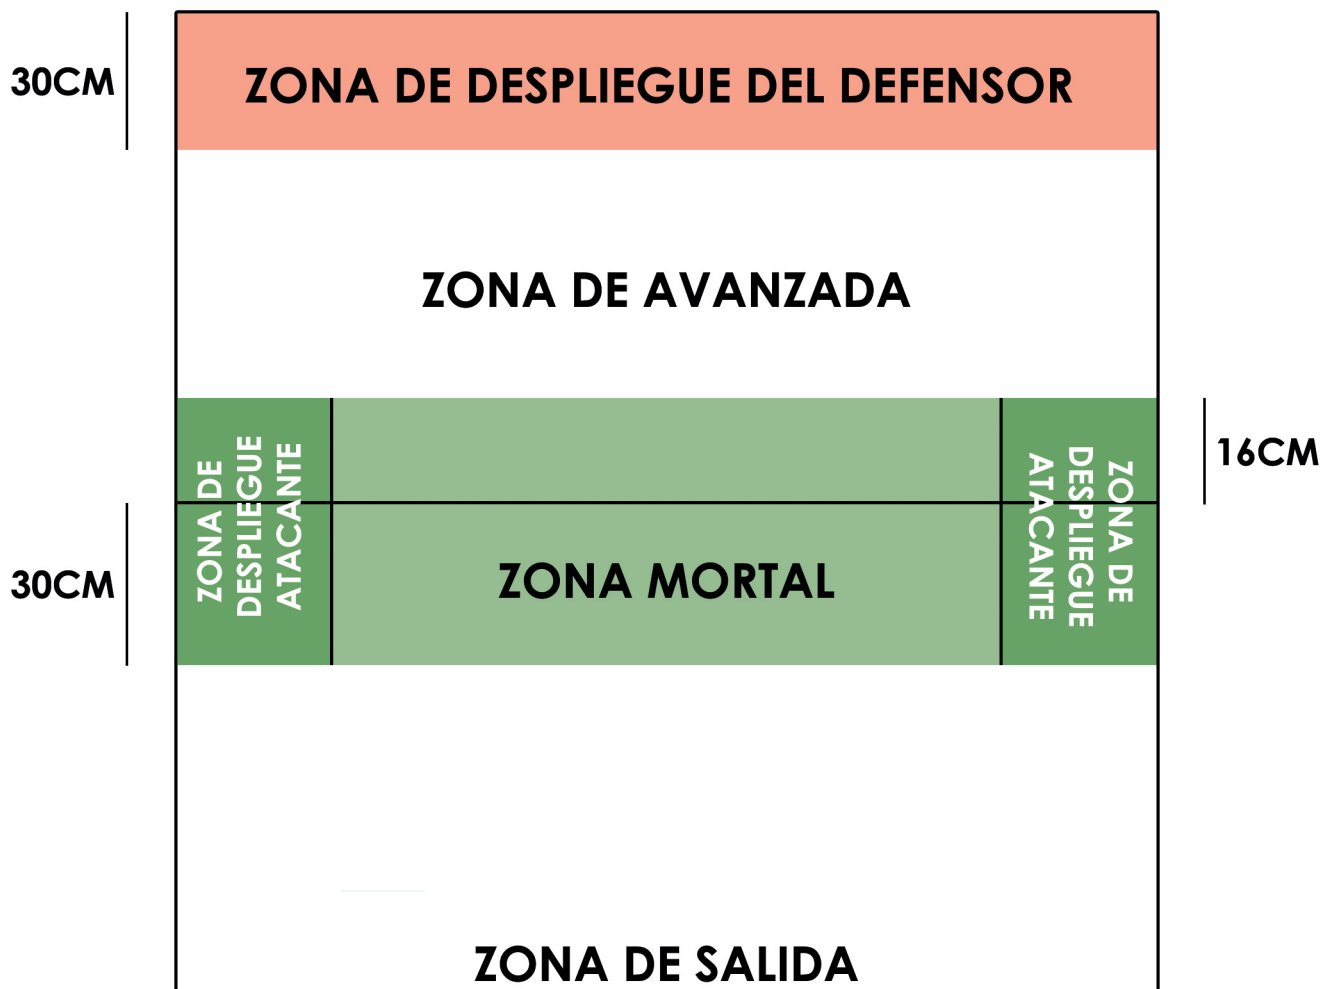 30CM
ZONA DE DESPLIEGUE DEL DEFENSOR
ZONA DE AVANZADA
ZONA DE
DESPLIEGUE
ATACANTE
ZONA DE
DESPLIEGUE
ATACANTE
16CM
30CM
ZONA MORTAL
ZONA DE SALIDA